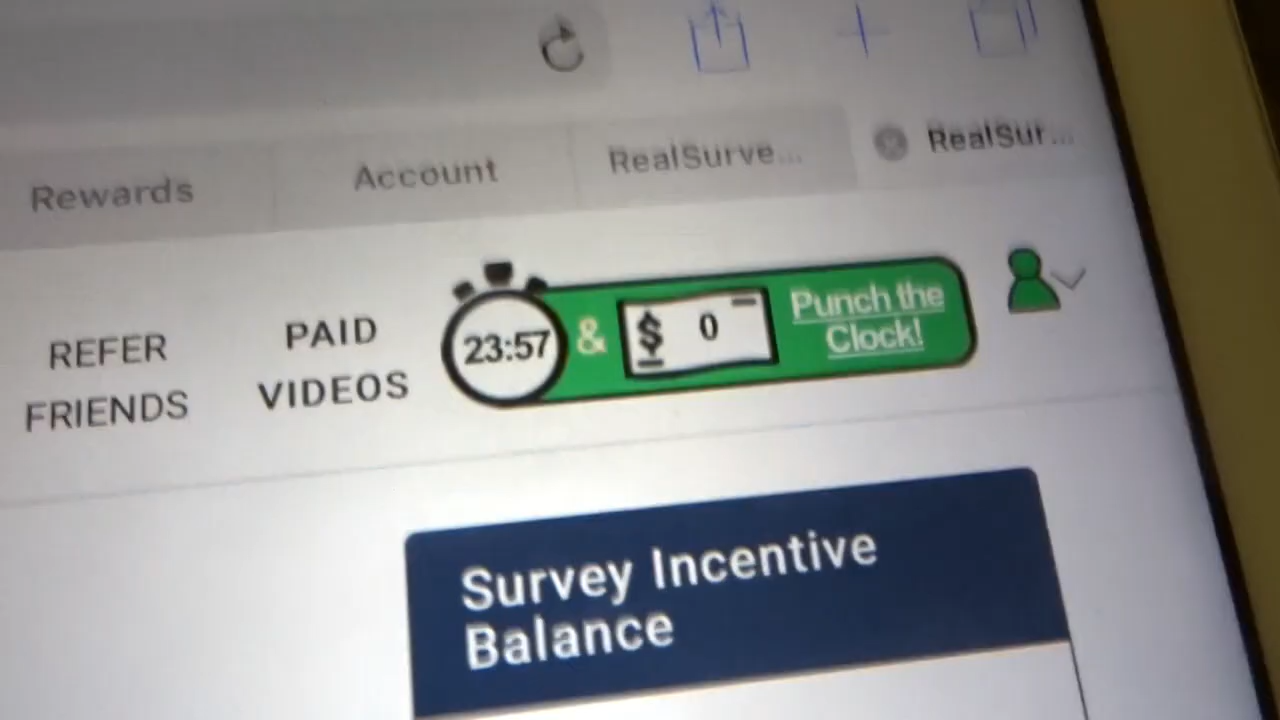 Rewards
Account
RealSurve...
RealSur...
REFER
FRIENDS
PAID
VIDEOS
23:57
&
$ 0
Punch the
Clock!
Survey Incentive
Balance